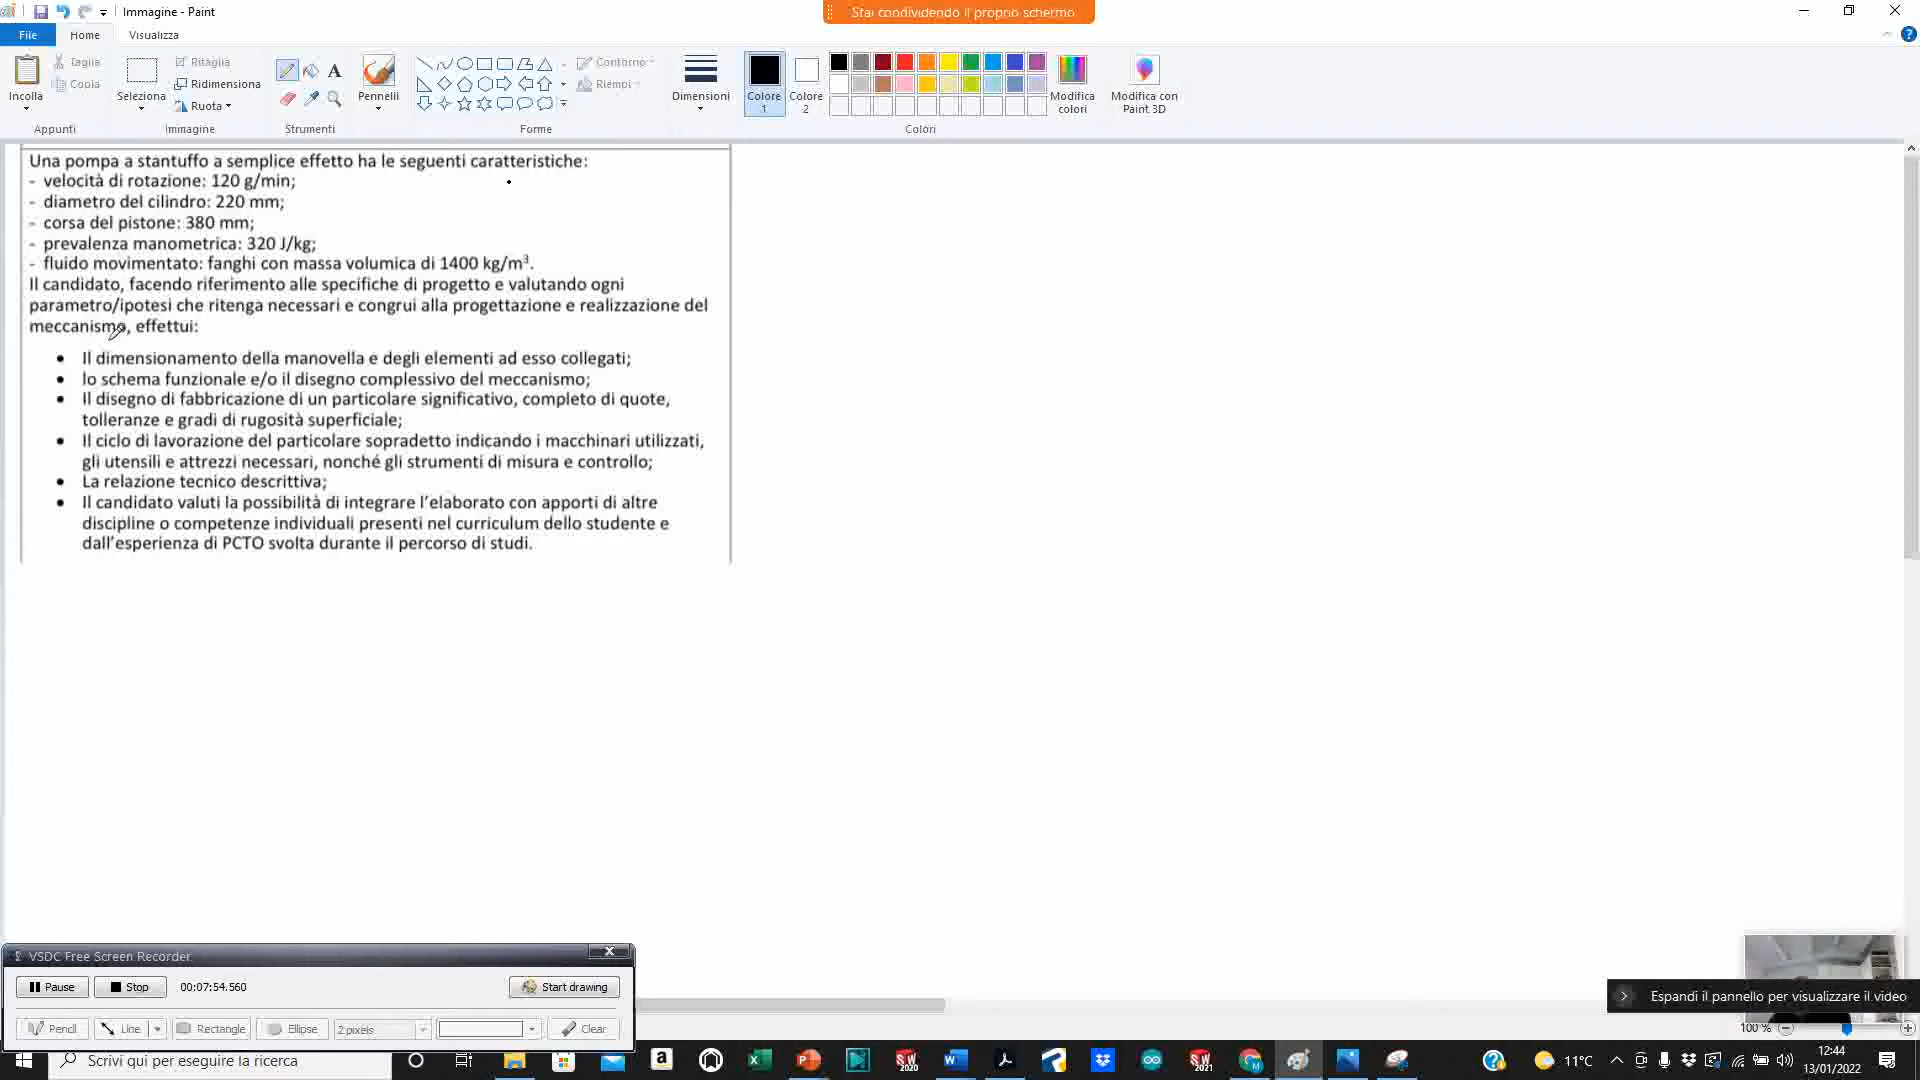 Immagine - Paint
Stai condividendo il proprio schermo
File
Home
Visualizza
Incolla
Taglia
Copia
Appunti
Seleziona
Ritaglia
Ridimensiona
Ruota
Immagine
A
Strumenti
Pennelli
Contorno
Riempi
Forme
Dimensioni
Colore 1
Colore 2
Modifica colori
Modifica con Paint 3D
Colori
Una pompa a stantuffo a semplice effetto ha le seguenti caratteristiche:
- velocità di rotazione: 120 g/min;
- diametro del cilindro: 220 mm;
- corsa del pistone: 380 mm;
- prevalenza manometrica: 320 J/kg;
- fluido movimentato: fanghi con massa volumica di 1400 kg/m³.
Il candidato, facendo riferimento alle specifiche di progetto e valutando ogni
parametro/ipotesi che ritenga necessari e congrui alla progettazione e realizzazione del
meccanismo, effettui:
• Il dimensionamento della manovella e degli elementi ad esso collegati;
• lo schema funzionale e/o il disegno complessivo del meccanismo;
• Il disegno di fabbricazione di un particolare significativo, completo di quote,
tolleranze e gradi di rugosità superficiale;
• Il ciclo di lavorazione del particolare sopradetto indicando i macchinari utilizzati,
gli utensili e attrezzi necessari, nonché gli strumenti di misura e controllo;
• La relazione tecnico descrittiva;
• Il candidato valuti la possibilità di integrare l'elaborato con apporti di altre
discipline o competenze individuali presenti nel curriculum dello studente e
dall'esperienza di PCTO svolta durante il percorso di studi.
VSDC Free Screen Recorder
Pause
Stop
00:07:54.560
Start drawing
Pencil
Line
Rectangle
Ellipse
2 pixels
Clear
Espandi il pannello per visualizzare il video
100 %
Scrivi qui per eseguire la ricerca
11°C
12:44
13/01/2022